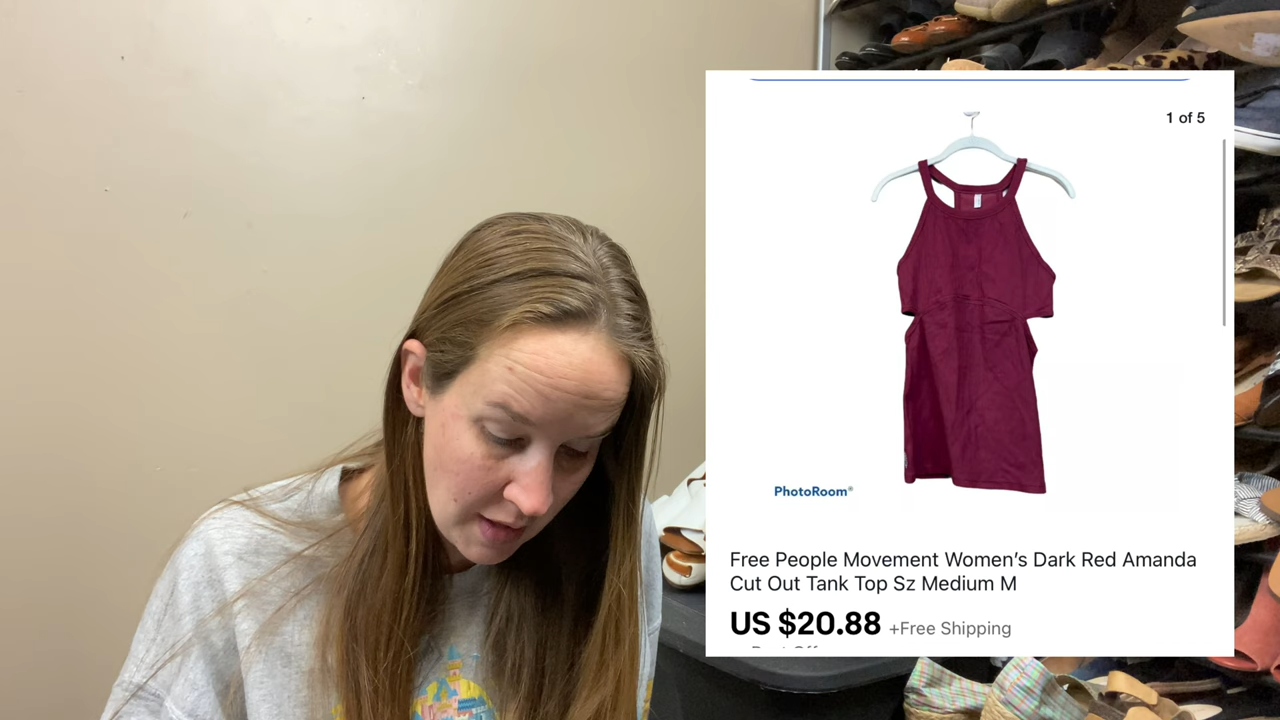 1 of 5
PhotoRoom®
Free People Movement Women’s Dark Red Amanda
Cut Out Tank Top Sz Medium M
US $20.88 +Free Shipping